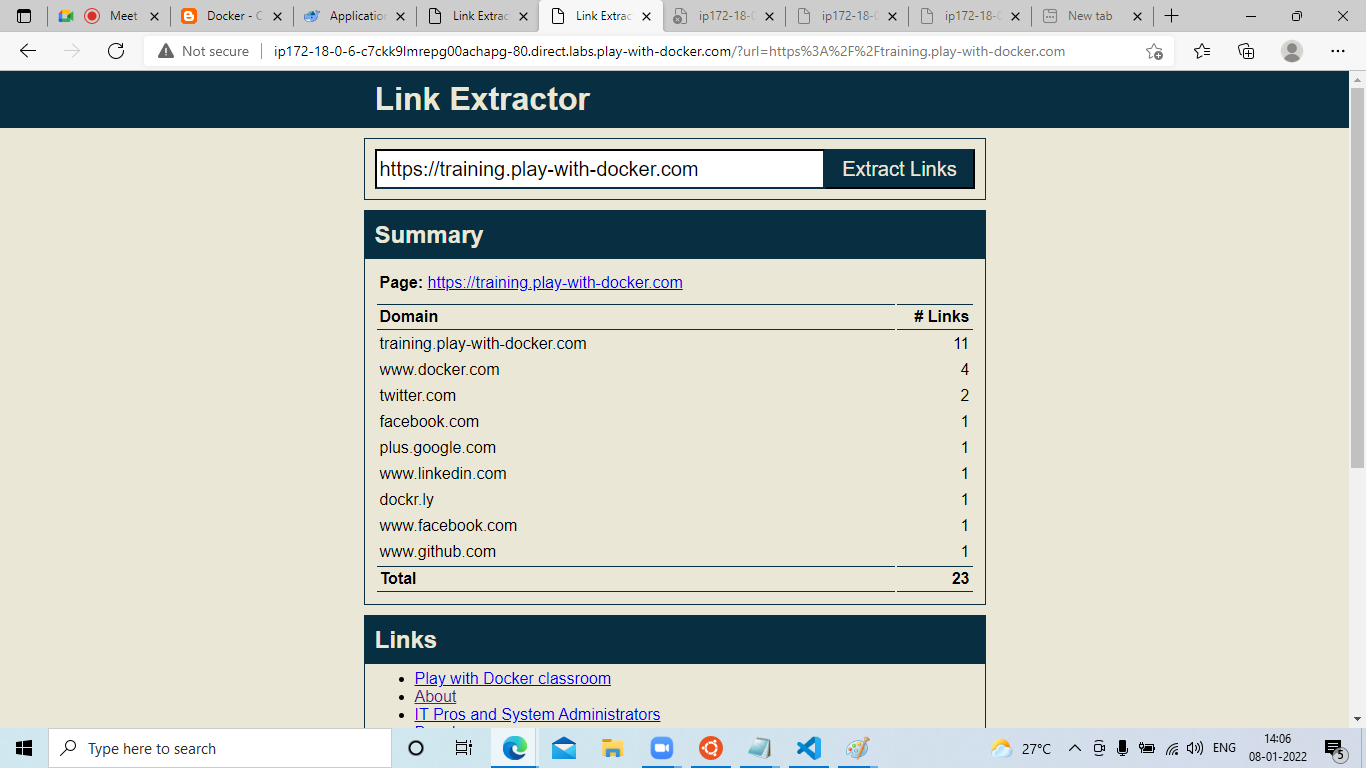 Meet
Docker - C
Application
Link Extrac
Link Extrac
ip172-18-0
ip172-18-0
ip172-18-0
New tab
Not secure
ip172-18-0-6-c7ckk9lmrepg00achapg-80.direct.labs.play-with-docker.com/?url=https%3A%2F%2Ftraining.play-with-docker.com
Link Extractor
https://training.play-with-docker.com
Extract Links
Summary
Page: https://training.play-with-docker.com
Domain # Links
training.play-with-docker.com 11
www.docker.com 4
twitter.com 2
facebook.com 1
plus.google.com 1
www.linkedin.com 1
dockr.ly 1
www.facebook.com 1
www.github.com 1
Total 23
Links
• Play with Docker classroom
• About
• IT Pros and System Administrators
Type here to search
27°C
ENG
14:06
08-01-2022
5